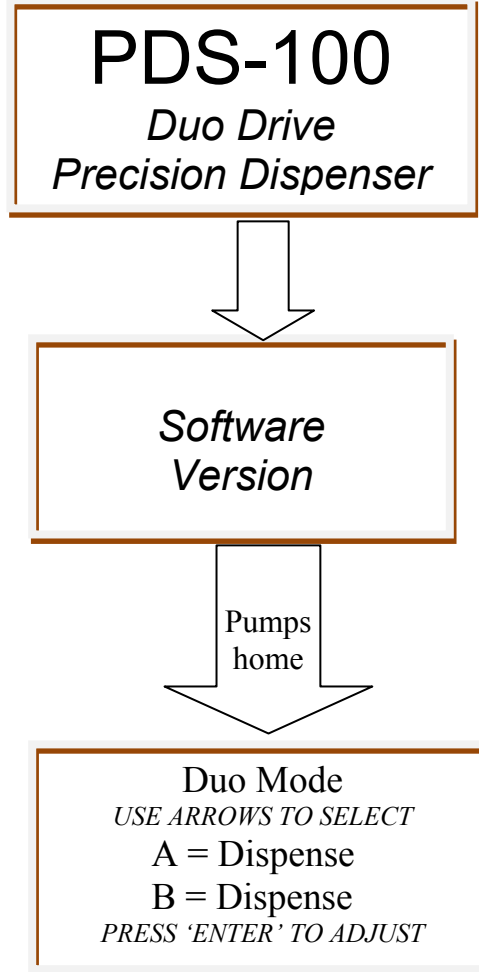 PDS-100
Duo Drive
Precision Dispenser
Software
Version
Pumps
home
Duo Mode
USE ARROWS TO SELECT
A = Dispense
B = Dispense
PRESS ‘ENTER’ TO ADJUST